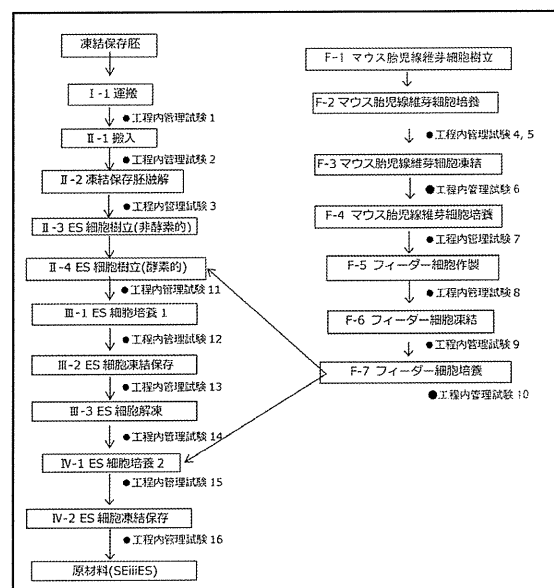 凍結保存胚
Ⅰ-1 運搬
●工程内管理試験 1
Ⅱ-1 搬入
●工程内管理試験 2
Ⅱ-2 凍結保存胚融解
●工程内管理試験 3
Ⅱ-3 ES 細胞樹立(非酵素的)
Ⅱ-4 ES 細胞樹立(酵素的)
●工程内管理試験 11
Ⅲ-1 ES 細胞培養 1
●工程内管理試験 12
Ⅲ-2 ES 細胞凍結保存
●工程内管理試験 13
Ⅲ-3 ES 細胞解凍
●工程内管理試験 14
Ⅳ-1 ES 細胞培養 2
●工程内管理試験 15
Ⅳ-2 ES 細胞凍結保存
●工程内管理試験 16
原材料(SEiiiES)
F-1 マウス胎児線維芽細胞樹立
F-2 マウス胎児線維芽細胞培養
●工程内管理試験 4, 5
F-3 マウス胎児線維芽細胞凍結
●工程内管理試験 6
F-4 マウス胎児線維芽細胞培養
●工程内管理試験 7
F-5 フィーダー細胞作製
●工程内管理試験 8
F-6 フィーダー細胞凍結
●工程内管理試験 9
F-7 フィーダー細胞培養
●工程内管理試験 10